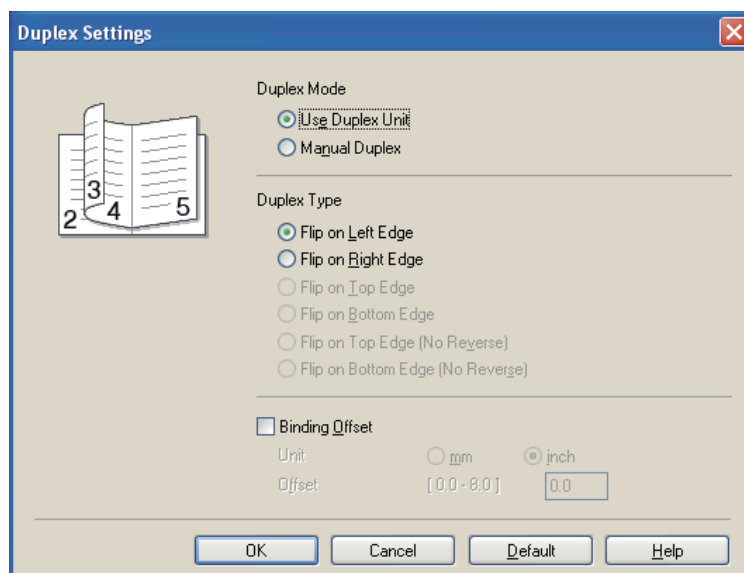 Duplex Settings
Duplex Mode
Use Duplex Unit
Manual Duplex
2 3 4 5
Duplex Type
Flip on Left Edge
Flip on Right Edge
Flip on Top Edge
Flip on Bottom Edge
Flip on Top Edge (No Reverse)
Flip on Bottom Edge (No Reverse)
Binding Offset
Unit mm inch
Offset [ 0.0 - 8.0 ] 0.0
OK Cancel Default Help